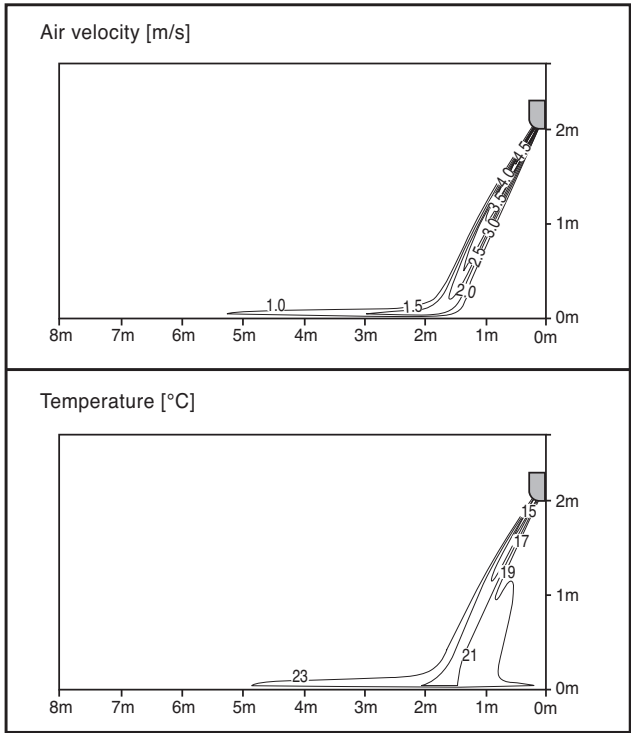 Air velocity [m/s]
2m
4.5
4.0
3.5
1m
3.0
2.5
2.0
1.0
1.5
0m
8m 7m 6m 5m 4m 3m 2m 1m 0m
Temperature [°C]
2m
15
17
19
1m
21
23
0m
8m 7m 6m 5m 4m 3m 2m 1m 0m